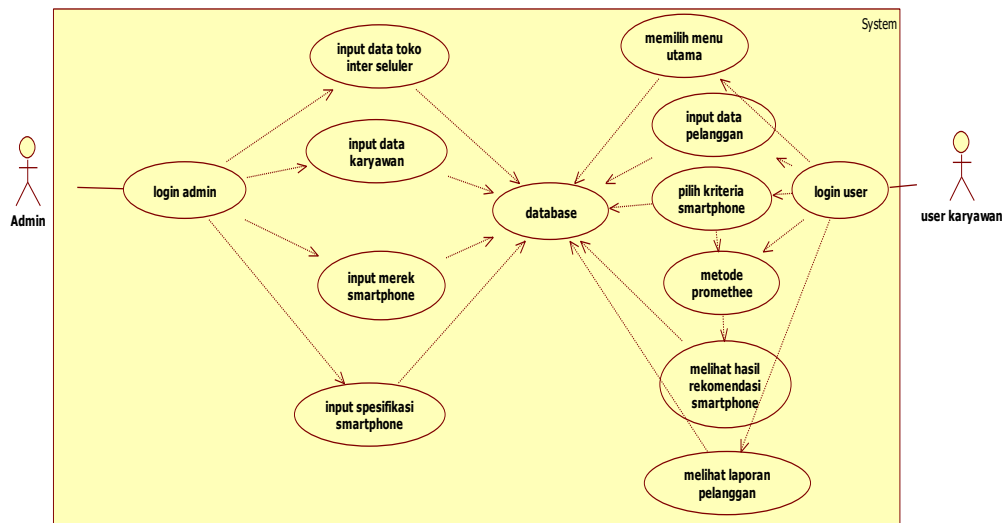 System
input data toko
inter seluler
memilih menu
utama
input data
karyawan
input data
pelanggan
login admin
database
pilih kriteria
smartphone
login user
Admin
user karyawan
input merek
smartphone
metode
promethee
melihat hasil
rekomendasi
smartphone
input spesifikasi
smartphone
melihat laporan
pelanggan